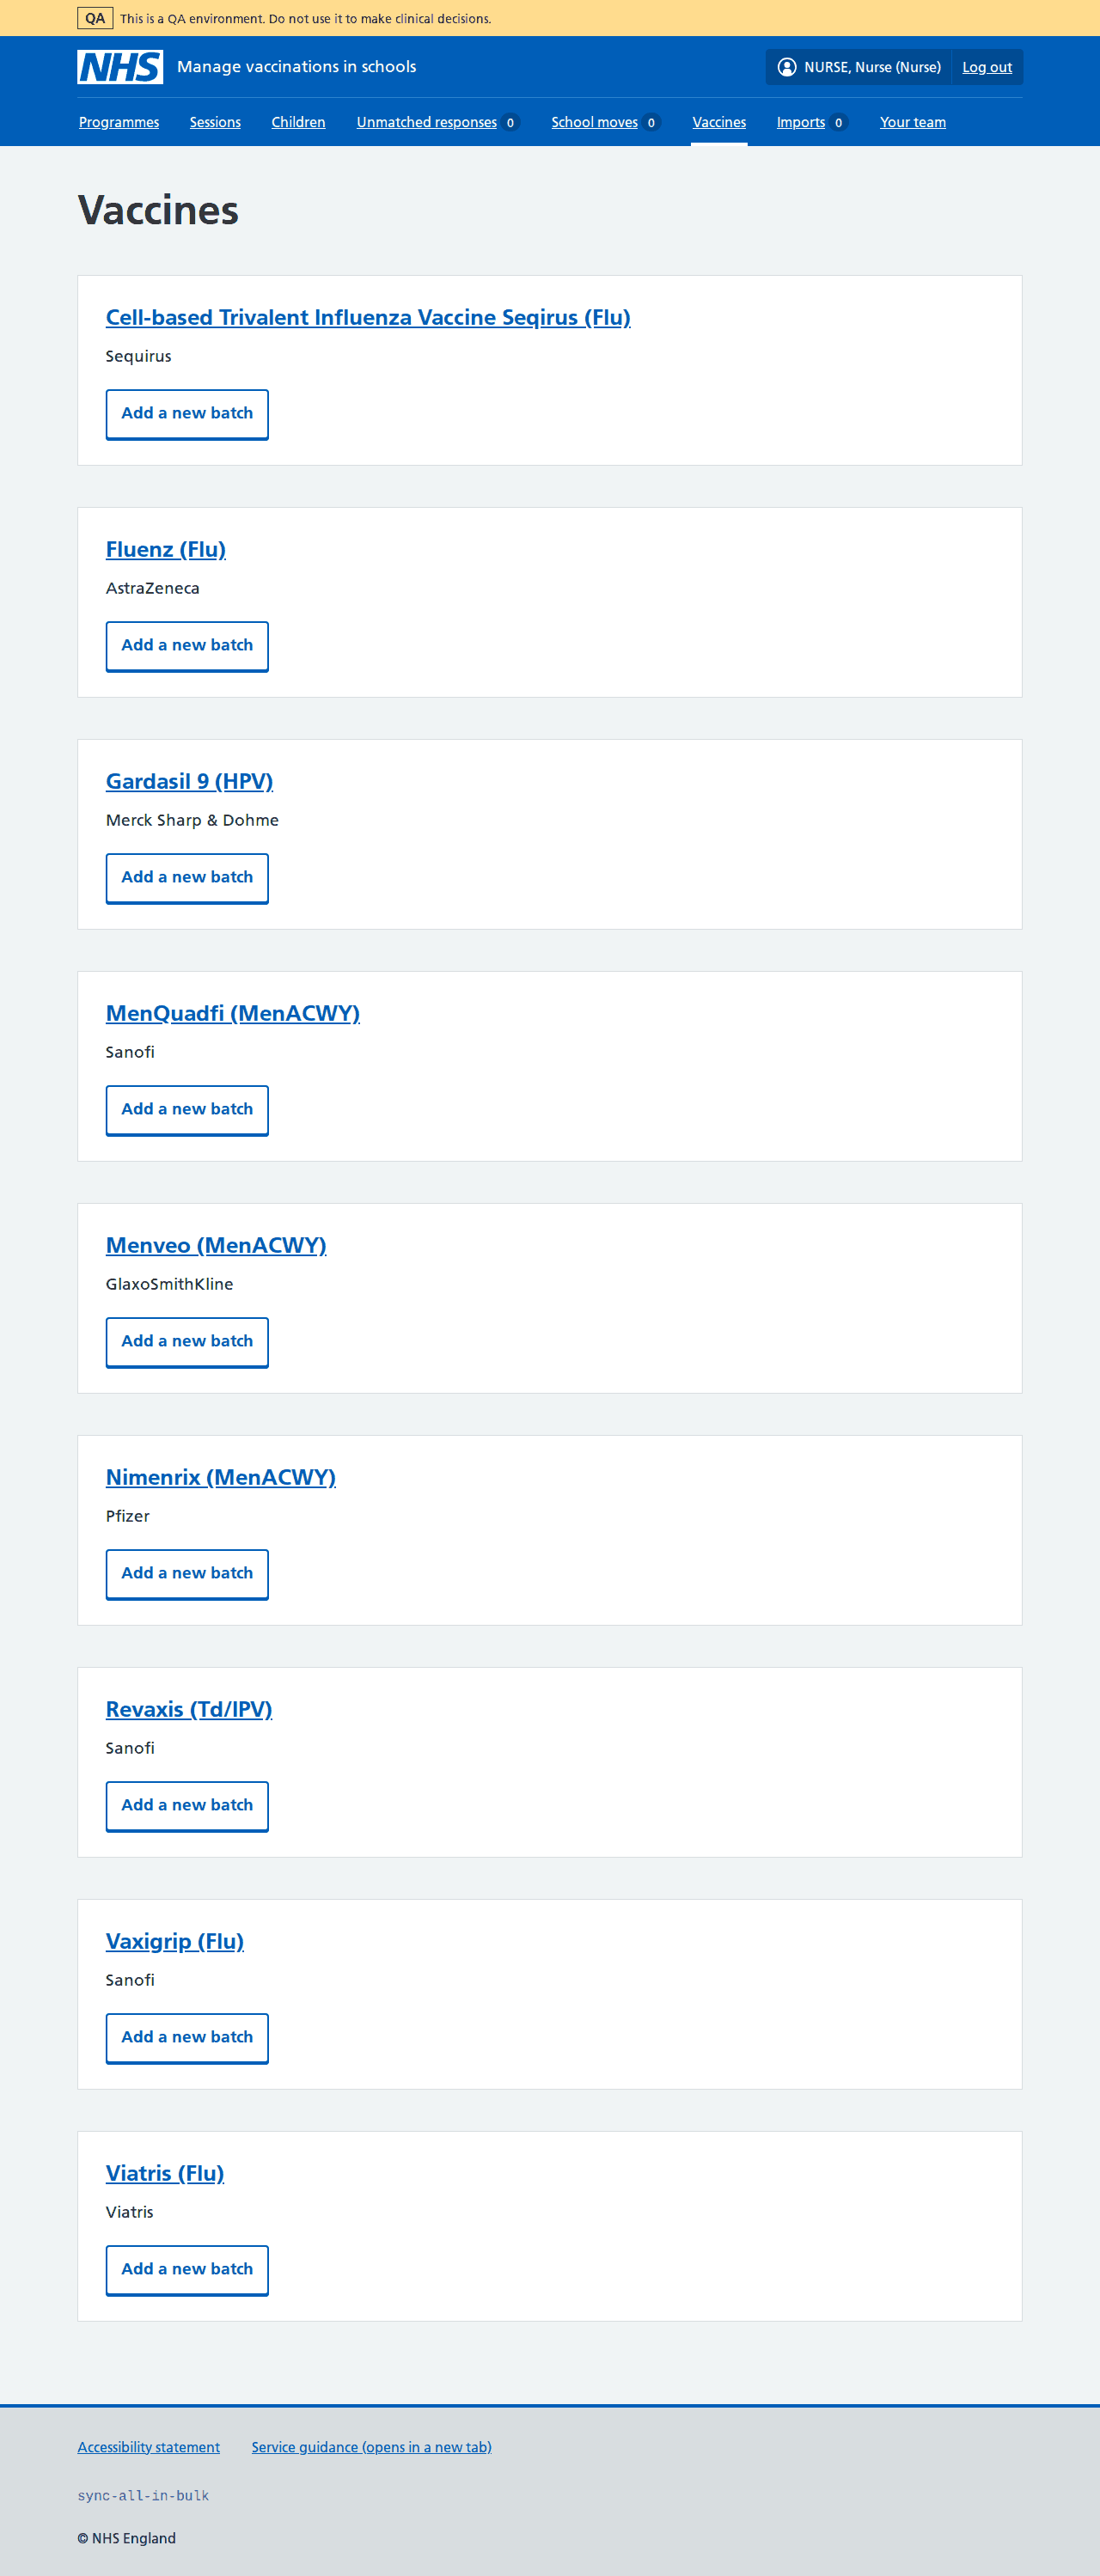 QA This is a QA environment. Do not use it to make clinical decisions.
NHS Manage vaccinations in schools NURSE, Nurse (Nurse) Log out
Programmes Sessions Children Unmatched responses 0 School moves 0 Vaccines Imports 0 Your team
Vaccines
Cell-based Trivalent Influenza Vaccine Seqirus (Flu)
Sequirus
Add a new batch
Fluenz (Flu)
AstraZeneca
Add a new batch
Gardasil 9 (HPV)
Merck Sharp & Dohme
Add a new batch
MenQuadfi (MenACWY)
Sanofi
Add a new batch
Menveo (MenACWY)
GlaxoSmithKline
Add a new batch
Nimenrix (MenACWY)
Pfizer
Add a new batch
Revaxis (Td/IPV)
Sanofi
Add a new batch
Vaxigrip (Flu)
Sanofi
Add a new batch
Viatris (Flu)
Viatris
Add a new batch
Accessibility statement Service guidance (opens in a new tab)
sync-all-in-bulk
© NHS England